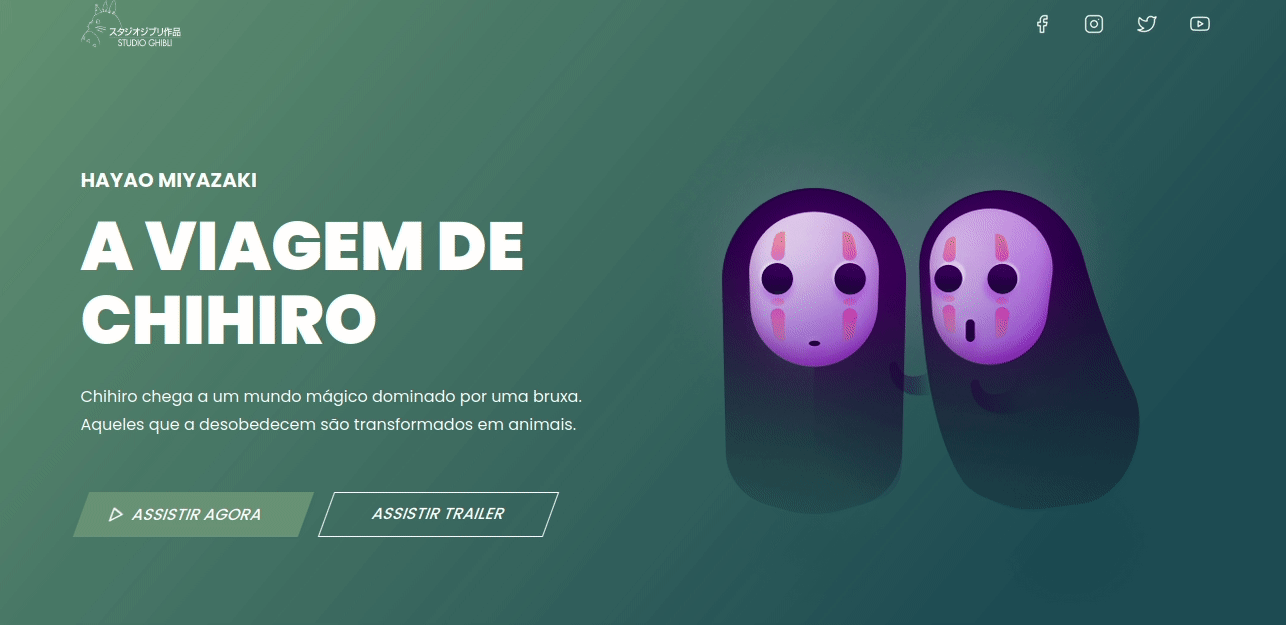 スタジオジブリ作品
STUDIO GHIBLI
HAYAO MIYAZAKI
A VIAGEM DE
CHIHIRO
Chihiro chega a um mundo mágico dominado por uma bruxa.
Aqueles que a desobedecem são transformados em animais.
ASSISTIR AGORA
ASSISTIR TRAILER